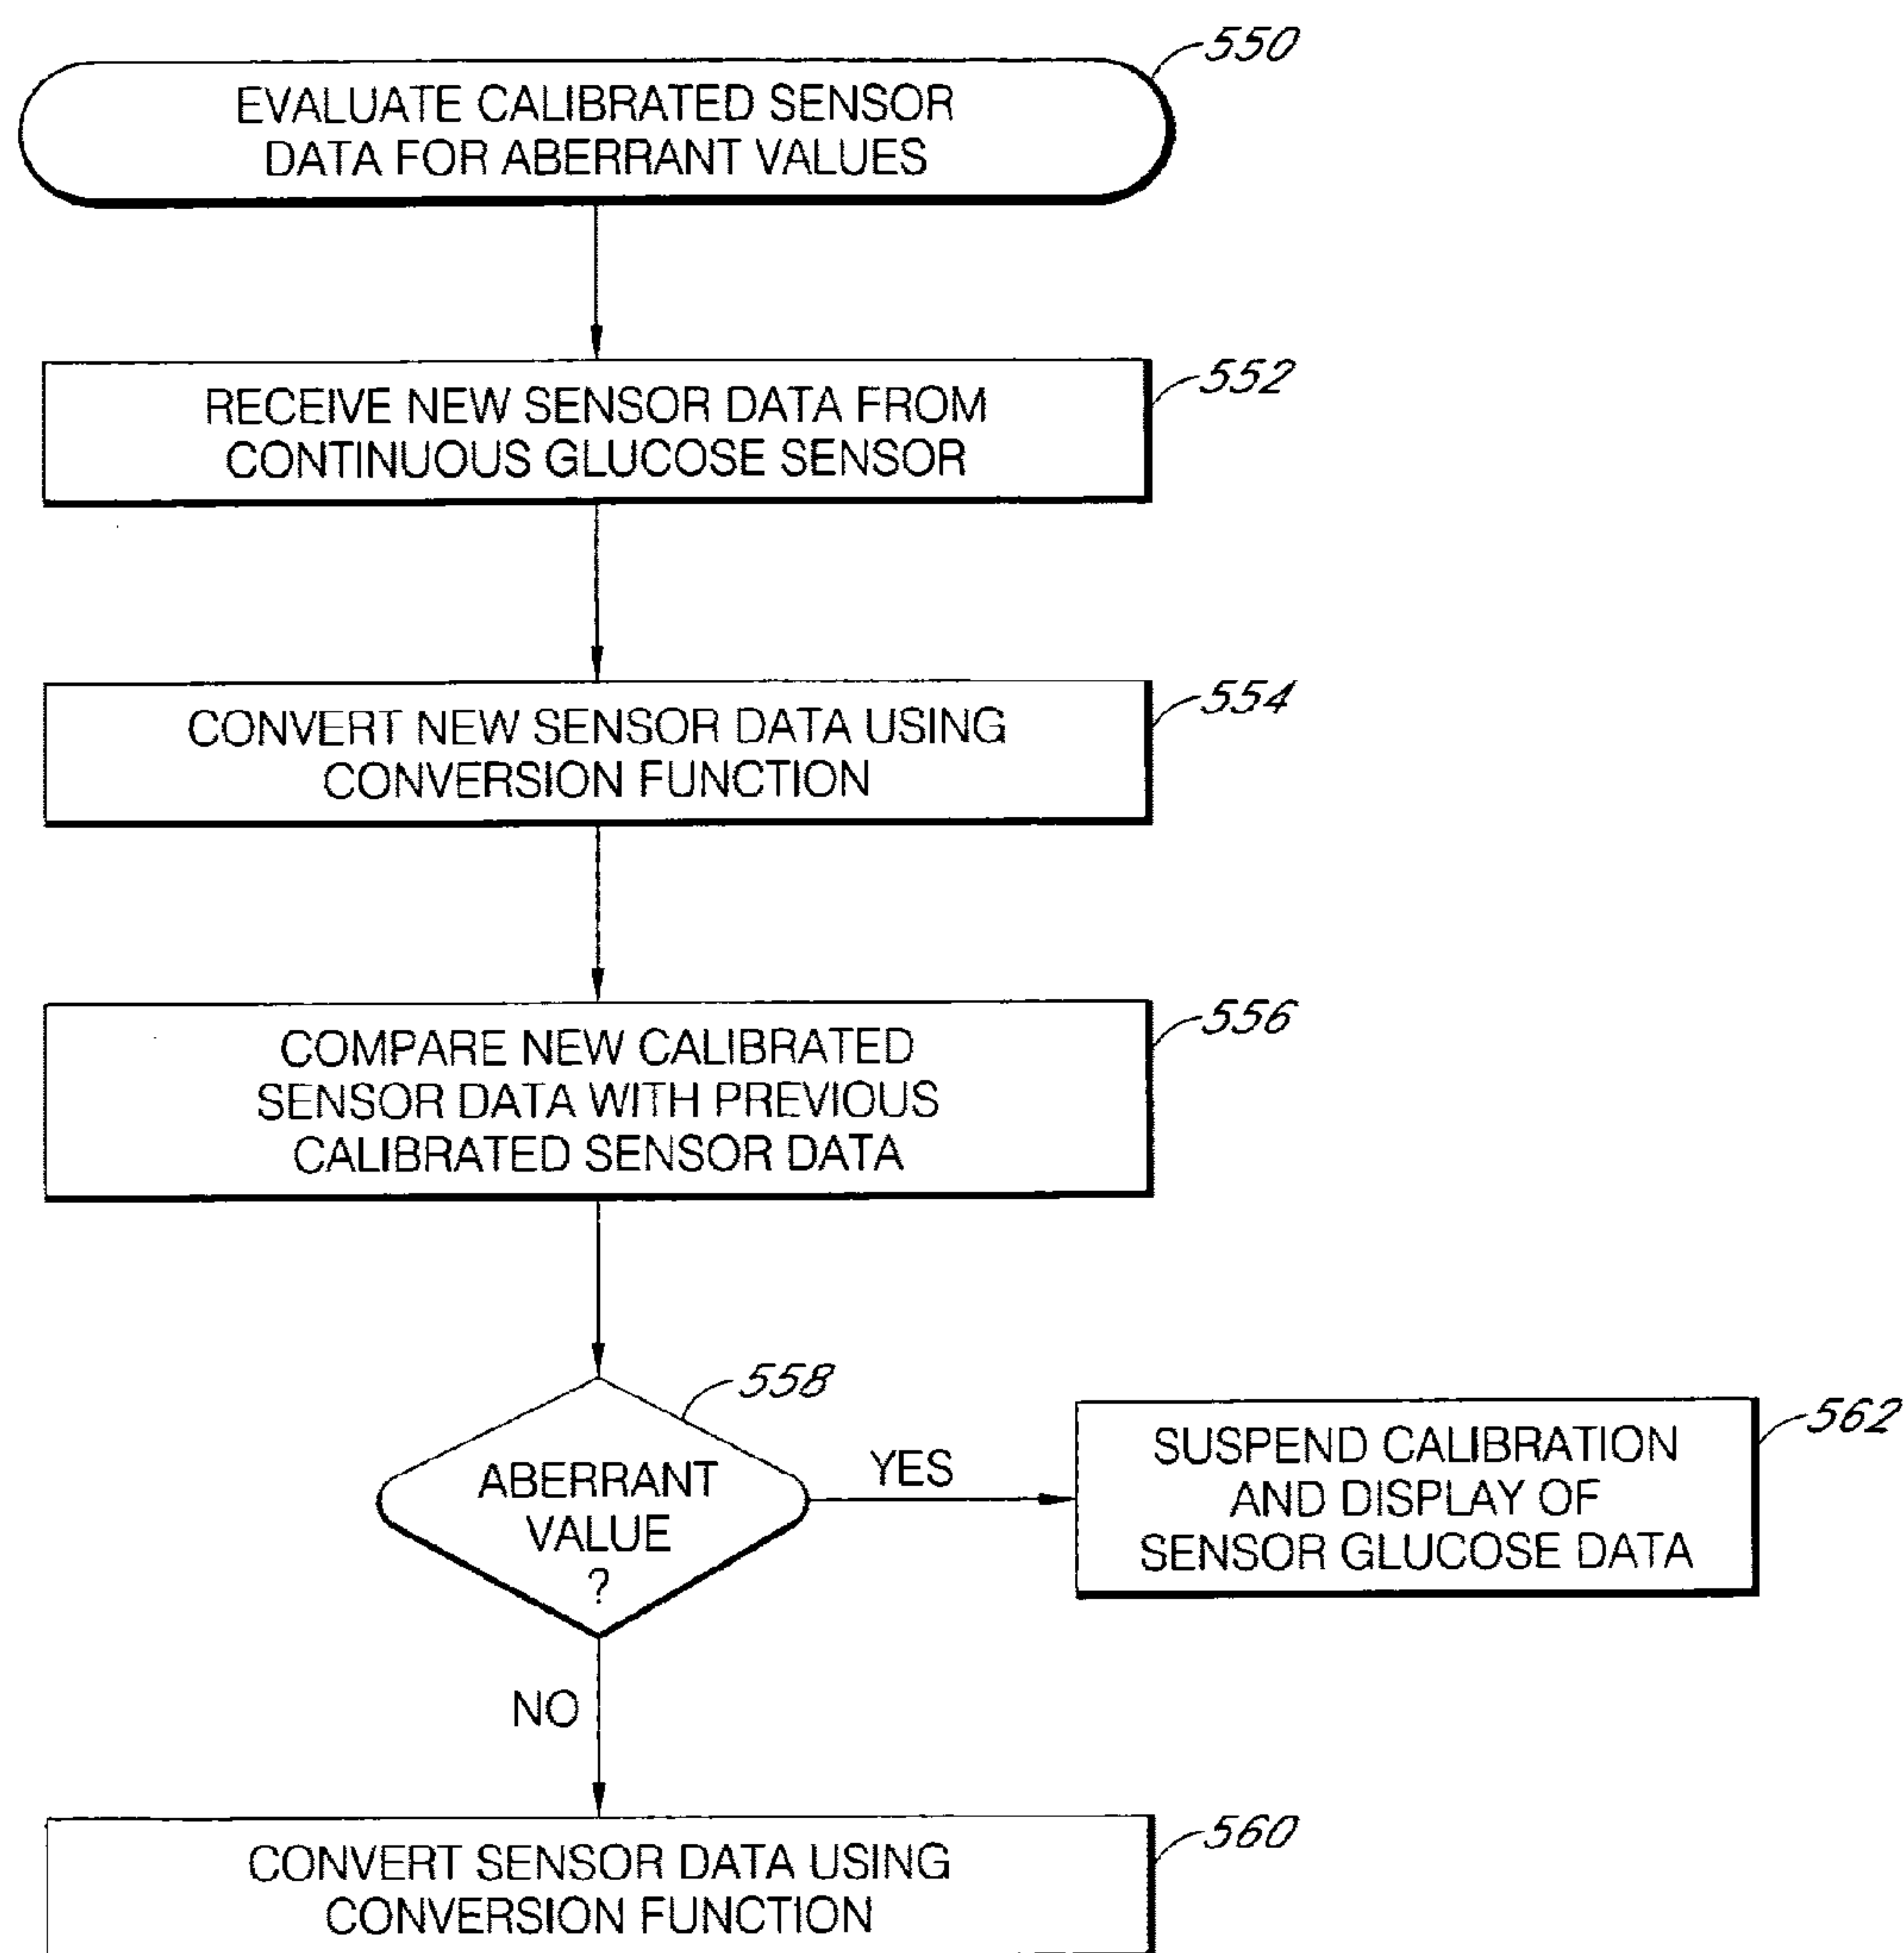 550
EVALUATE CALIBRATED SENSOR
DATA FOR ABERRANT VALUES
552
RECEIVE NEW SENSOR DATA FROM
CONTINUOUS GLUCOSE SENSOR
554
CONVERT NEW SENSOR DATA USING
CONVERSION FUNCTION
556
COMPARE NEW CALIBRATED
SENSOR DATA WITH PREVIOUS
CALIBRATED SENSOR DATA
558
ABERRANT
VALUE
?
YES
562
SUSPEND CALIBRATION
AND DISPLAY OF
SENSOR GLUCOSE DATA
NO
560
CONVERT SENSOR DATA USING
CONVERSION FUNCTION